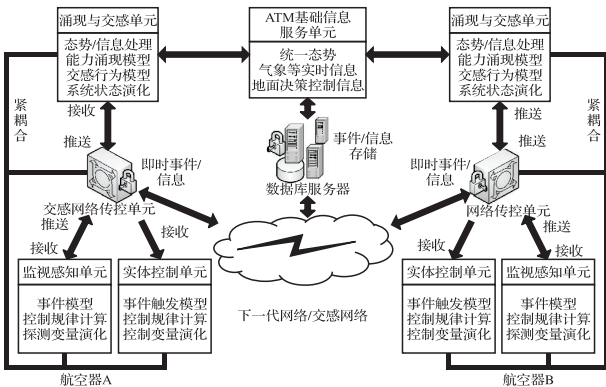 涌现与交感单元
态势/信息处理
能力涌现模型
交感行为模型
系统状态演化
ATM基础信息
服务单元
统一态势
气象等实时信息
地面决策控制信息
涌现与交感单元
态势/信息处理
能力涌现模型
交感行为模型
系统状态演化
紧耦合
接收
推送
事件/信息
存储
数据库服务器
推送
推送
紧耦合
即时事件/
信息
交感网络传控单元
即时事件/
信息
网络传控单元
推送
接收
接收
监视感知单元
事件模型
控制规律计算
探测变量演化
实体控制单元
事件触发模型
控制规律计算
控制变量演化
下一代网络/交感网络
接收
推送
接收
实体控制单元
事件触发模型
控制规律计算
控制变量演化
监视感知单元
事件模型
控制规律计算
探测变量演化
航空器A
航空器B